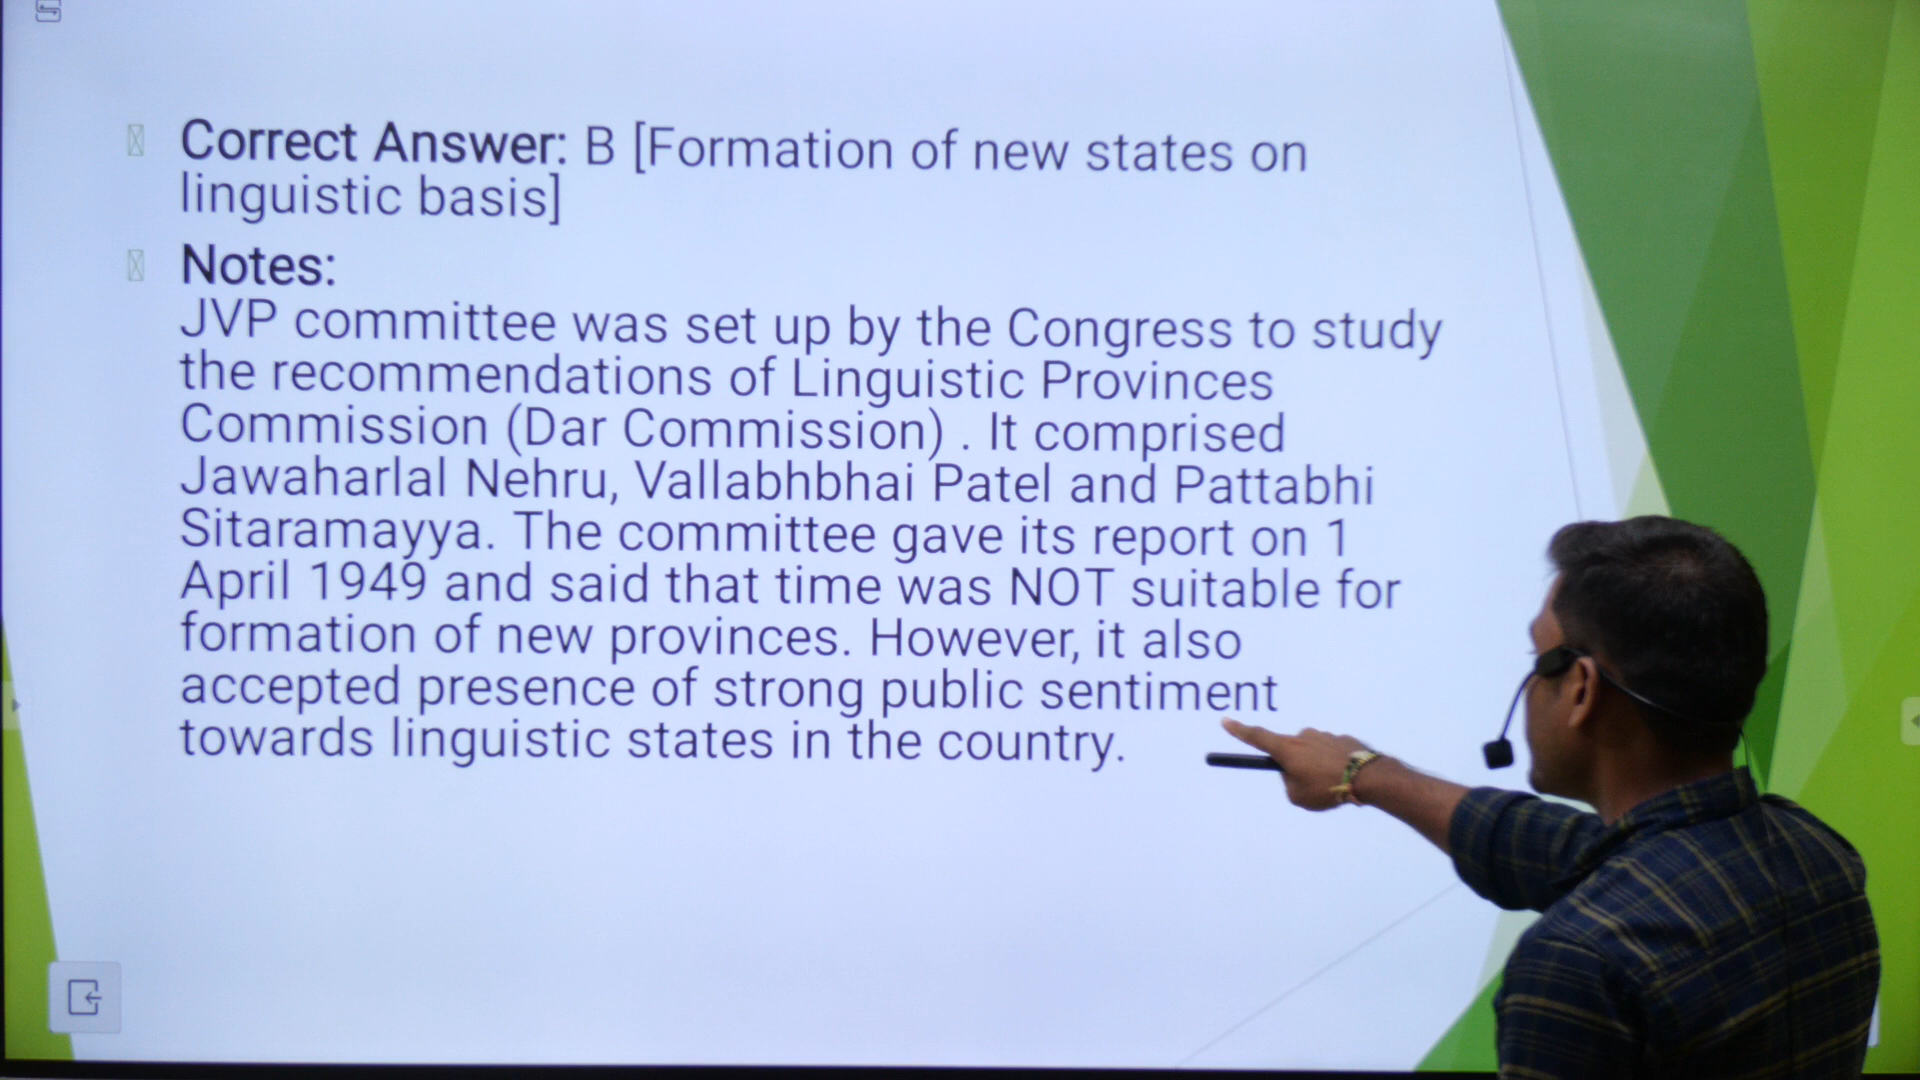 Correct Answer: B [Formation of new states on
linguistic basis]
Notes:
JVP committee was set up by the Congress to study
the recommendations of Linguistic Provinces
Commission (Dar Commission) . It comprised
Jawaharlal Nehru, Vallabhbhai Patel and Pattabhi
Sitaramayya. The committee gave its report on 1
April 1949 and said that time was NOT suitable for
formation of new provinces. However, it also
accepted presence of strong public sentiment
towards linguistic states in the country.